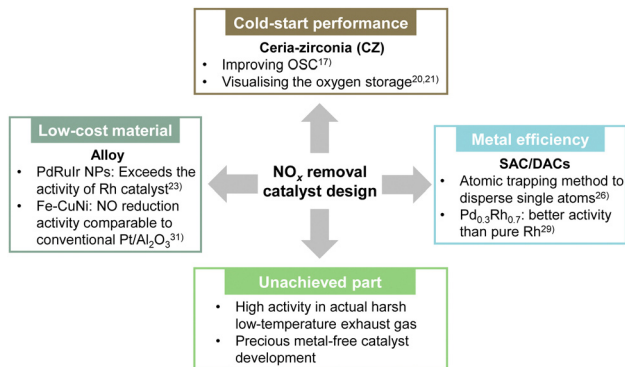 Cold-start performance
Ceria-zirconia (CZ)
• Improving OSC17)
• Visualising the oxygen storage20,21)
Low-cost material
Alloy
• PdRuIr NPs: Exceeds the
activity of Rh catalyst23)
• Fe-CuNi: NO reduction
activity comparable to
conventional Pt/Al2O331)
NOx removal
catalyst design
Metal efficiency
SAC/DACs
• Atomic trapping method to
disperse single atoms26)
• Pd0.3Rh0.7: better activity
than pure Rh29)
Unachieved part
• High activity in actual harsh
low-temperature exhaust gas
• Precious metal-free catalyst
development